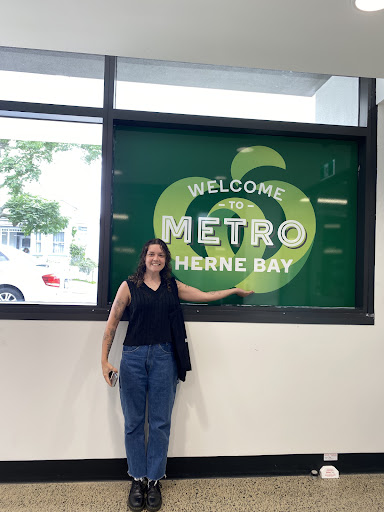 WELCOME
- TO -
METRO
HERNE BAY